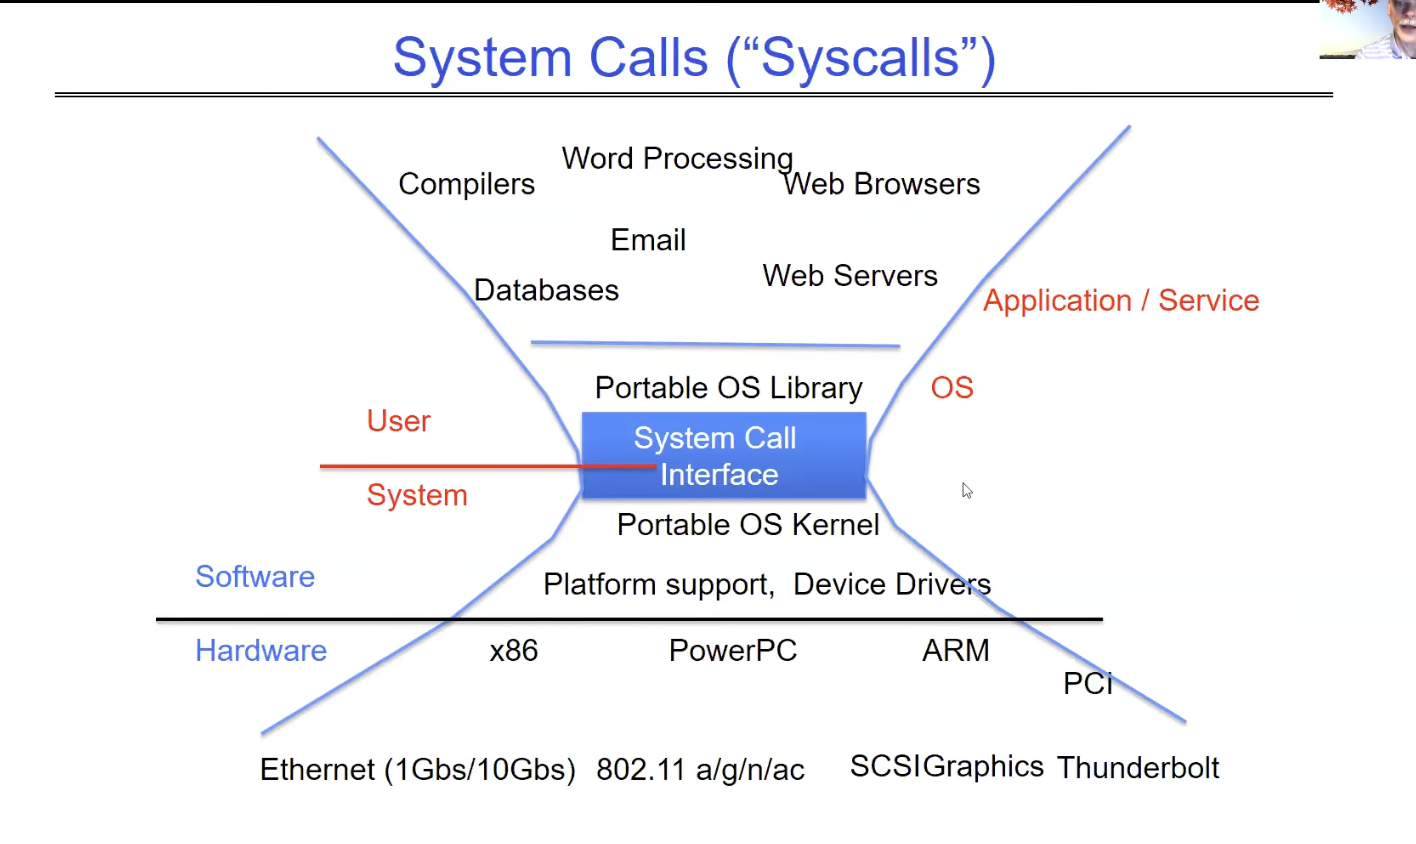 System Calls (“Syscalls”)
Word Processing
Compilers
Web Browsers
Email
Web Servers
Databases
Application / Service
Portable OS Library
OS
User
System Call
Interface
System
Portable OS Kernel
Software
Platform support, Device Drivers
Hardware
x86
PowerPC
ARM
PCI
Ethernet (1Gbs/10Gbs)
802.11 a/g/n/ac
SCSI
Graphics
Thunderbolt